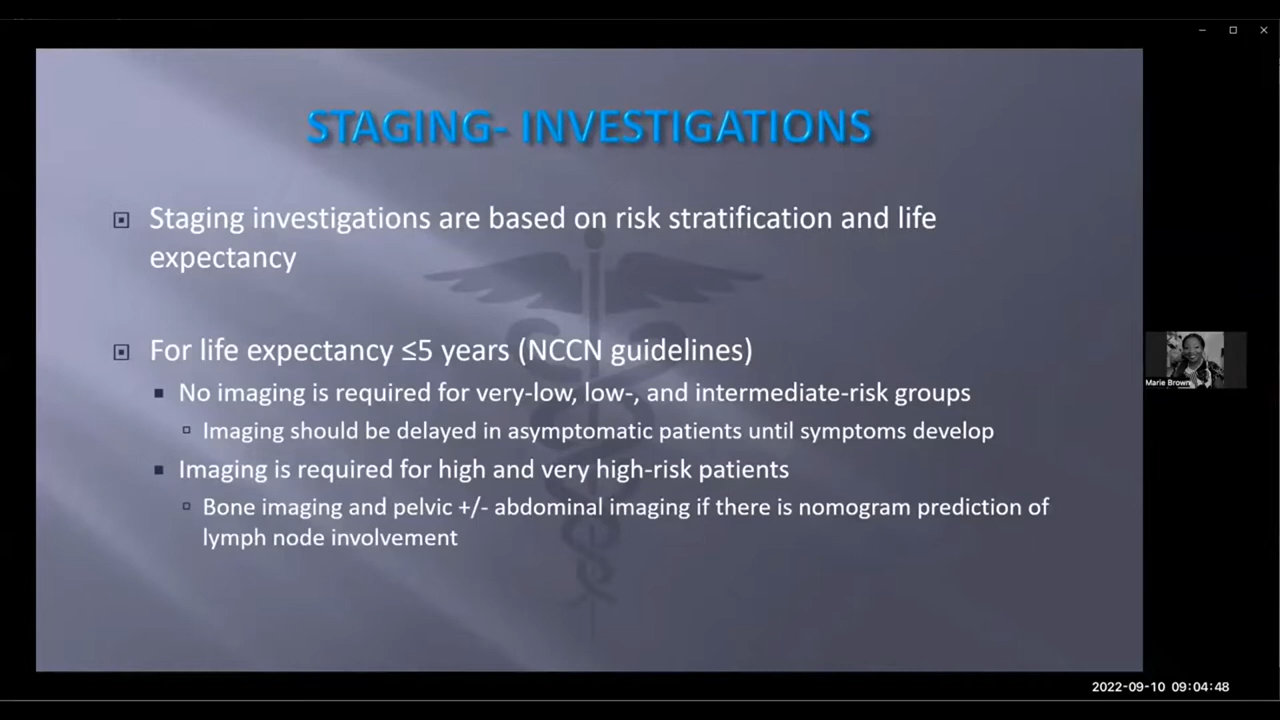 STAGING- INVESTIGATIONS
Staging investigations are based on risk stratification and life
expectancy
For life expectancy ≤5 years (NCCN guidelines)
No imaging is required for very-low, low-, and intermediate-risk groups
Imaging should be delayed in asymptomatic patients until symptoms develop
Imaging is required for high and very high-risk patients
Bone imaging and pelvic +/- abdominal imaging if there is nomogram prediction of
lymph node involvement
Marie Brown
2022-09-10 09:04:48